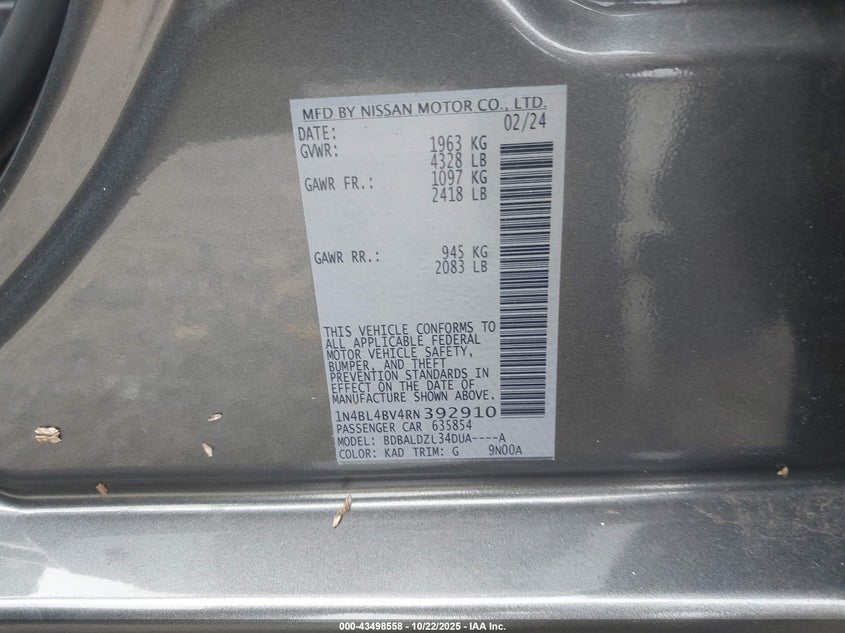 MFD BY NISSAN MOTOR CO., LTD.
DATE: 02/24
GVWR: 1963 KG
4328 LB
GAWR FR.: 1097 KG
2418 LB
GAWR RR.: 945 KG
2083 LB
THIS VEHICLE CONFORMS TO
ALL APPLICABLE FEDERAL
MOTOR VEHICLE SAFETY,
BUMPER, AND THEFT
PREVENTION STANDARDS IN
EFFECT ON THE DATE OF
MANUFACTURE SHOWN ABOVE.
1N4BL4BV4RN392910
PASSENGER CAR 635854
MODEL: BDBALDZL34DUA----A
COLOR: KAD TRIM: G 9N00A
000-43498558 - 10/22/2025 - IAA Inc.